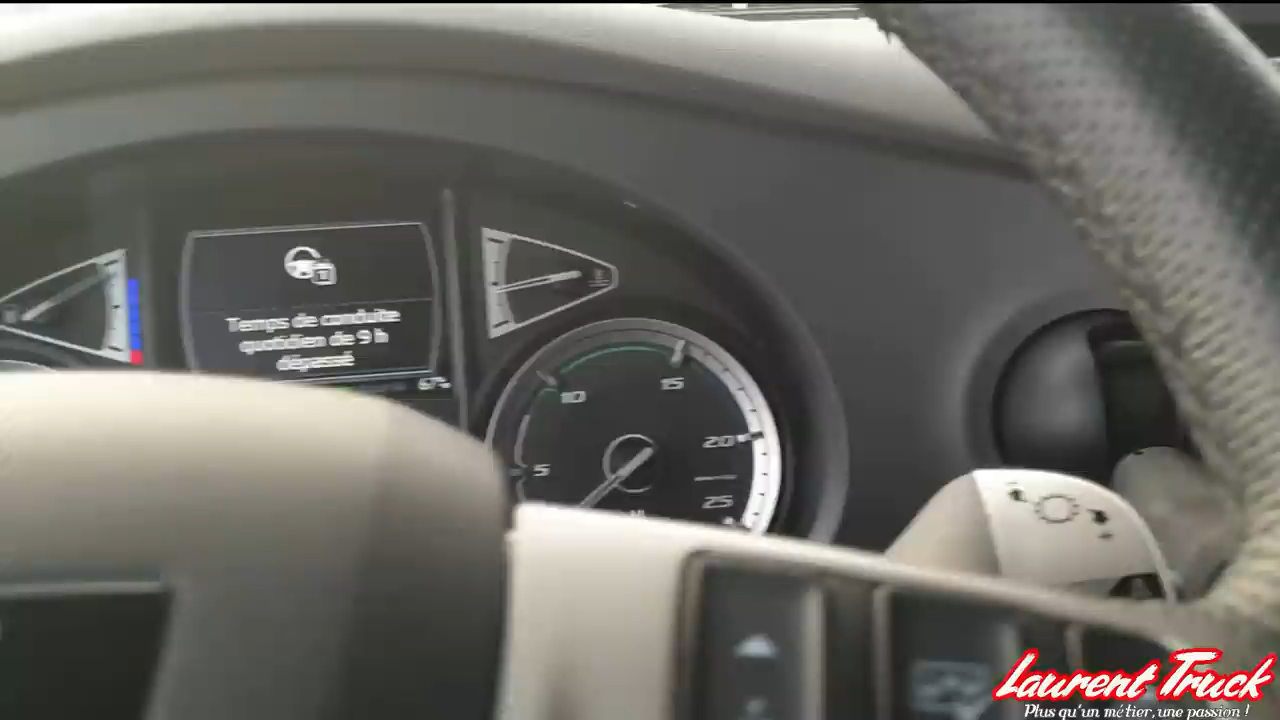 Temps de conduite
quotidien de 9 h
dépassé
67%
10
15
5
20
25
Laurent Truck
Plus qu'un métier, une passion !